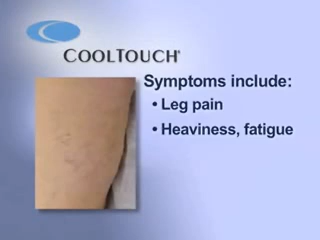 COOLTOUCH®
Symptoms include:
• Leg pain
• Heaviness, fatigue